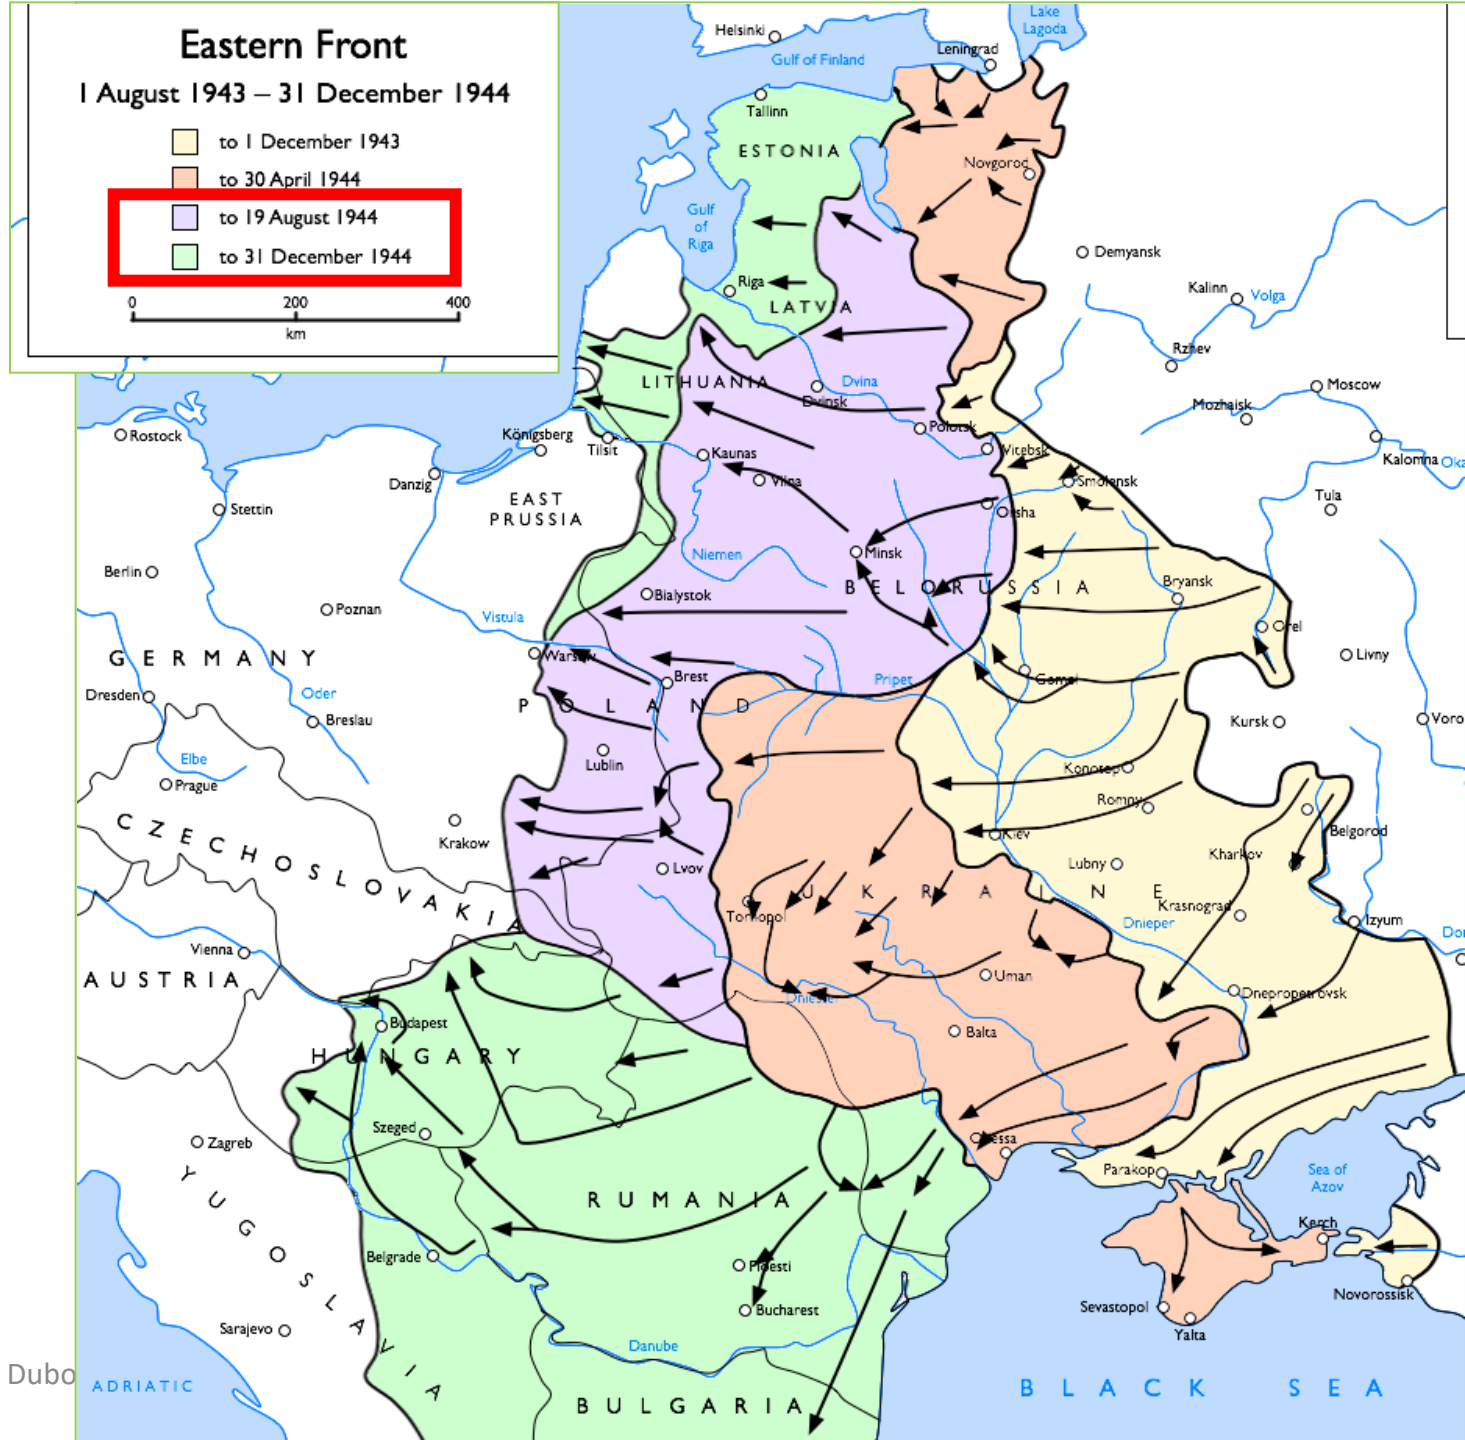 Eastern Front
1 August 1943 – 31 December 1944
to 1 December 1943
to 30 April 1944
to 19 August 1944
to 31 December 1944
0 200 400
km
Helsinki
Lake
Lagoda
Leningrad
Gulf of Finland
Tallinn
ESTONIA
Novgorod
Gulf
of
Riga
Demyansk
Riga
LATVIA
Kalinn
Volga
Rzhev
LITHUANIA
Dvina
Dvinsk
Moscow
Mozhaisk
Rostock
Königsberg
Tilsit
Polotsk
Kaunas
Vitebsk
Kalomna
Oka
Danzig
Vilna
Smolensk
Stettin
EAST
PRUSSIA
Orsha
Tula
Berlin
Niemen
Minsk
BELORUSSIA
Bryansk
Poznan
Bialystok
Vistula
Orel
GERMANY
Warsaw
Livny
Dresden
Oder
Brest
Pripet
Gomel
Breslau
POLAND
Kursk
Voro
Elbe
Prague
Lublin
Konotop
Romny
CZECHOSLOVAKIA
Krakow
Kiev
Belgorod
Lvov
Lubny
Kharkov
UKRAINE
Tornopol
Krasnograd
Dnieper
Izyum
Vienna
Don
AUSTRIA
Uman
Dniester
Dnepropetrovsk
Budapest
Balta
HUNGARY
Szeged
Zagreb
Odessa
Parakop
Sea of
Azov
YUGOSLAVIA
RUMANIA
Kerch
Belgrade
Ploesti
Novorossisk
Bucharest
Sevastopol
Yalta
Sarajevo
Danube
Dubo
ADRIATIC
BULGARIA
BLACK SEA